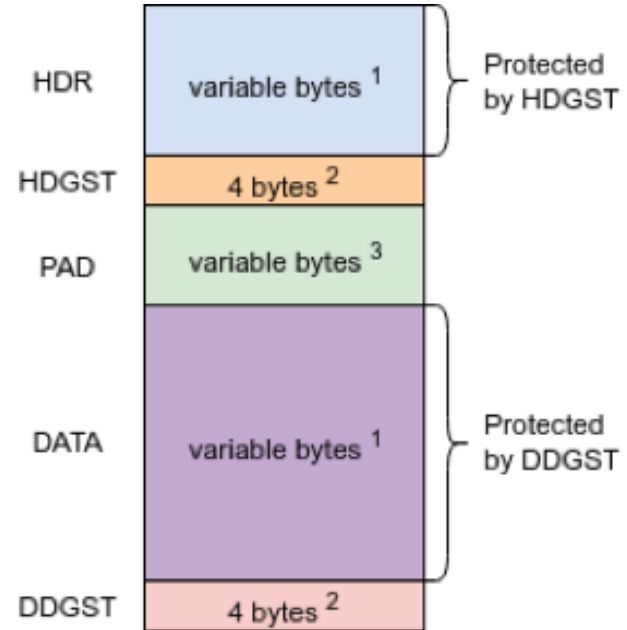 HDR
variable bytes 1
Protected
by HDGST
HDGST
4 bytes 2
PAD
variable bytes 3
DATA
variable bytes 1
Protected
by DDGST
DDGST
4 bytes 2